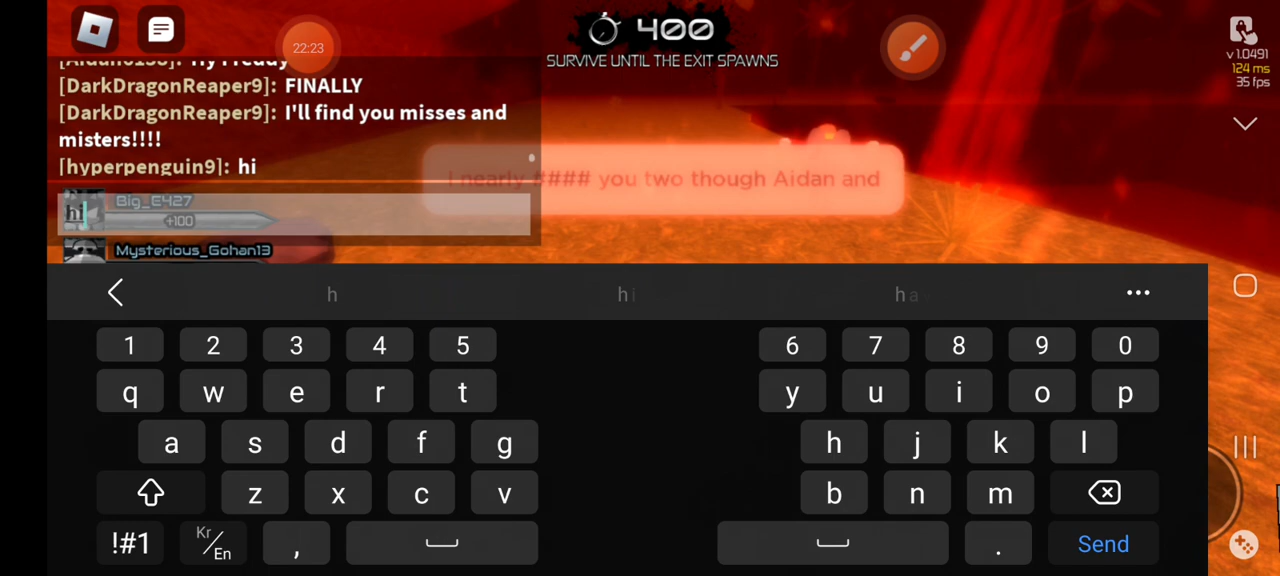 22:23
400
SURVIVE UNTIL THE EXIT SPAWNS
v 1.0491
124 ms
35 fps
[DarkDragonReaper9]: FINALLY
[DarkDragonReaper9]: I'll find you misses and
misters!!!!
[hyperpenguin9]: hi
I nearly #### you two though Aidan and
Big_E427
hi
+100
Mysterious_Gohan13
h hi ha
1 2 3 4 5 6 7 8 9 0
q w e r t y u i o p
a s d f g h j k l
z x c v b n m
!#1 Kr/En , . Send